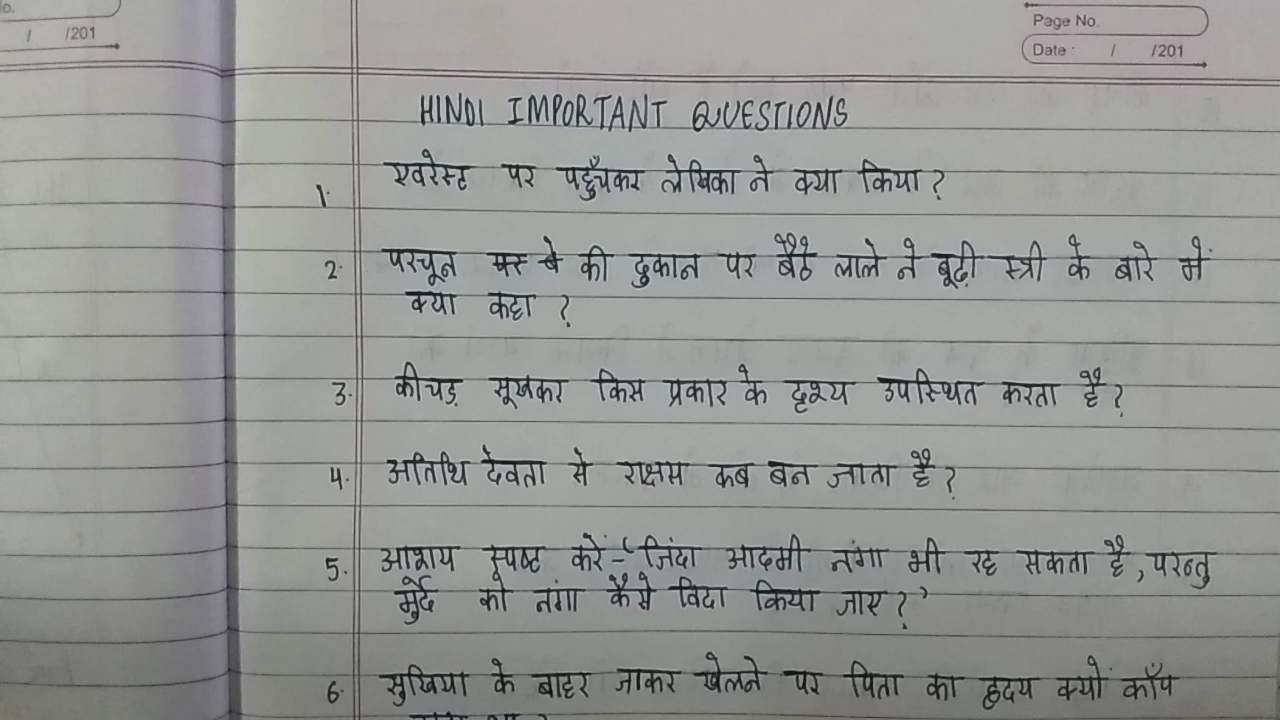 o.
/ /201
Page No.
Date : / /201
HINDI IMPORTANT QUESTIONS
1. एवरेस्ट पर पहुँचकर लेखिका ने क्या किया?
2. परचून की दुकान पर बैठे लाले ने बूढ़ी स्त्री के बारे में
क्या कहा ?
3. कीचड़ सूखकर किस प्रकार के दृश्य उपस्थित करता है?
4. अतिथि देवता से राक्षस कब बन जाता है?
5. आशय स्पष्ट करें - 'जिंदा आदमी नंगा भी रह सकता है, परन्तु
मुर्दे को नंगा कैसे विदा किया जाए?'
6. सुखिया के बाहर जाकर खेलने पर पिता का हृदय क्यों काँप